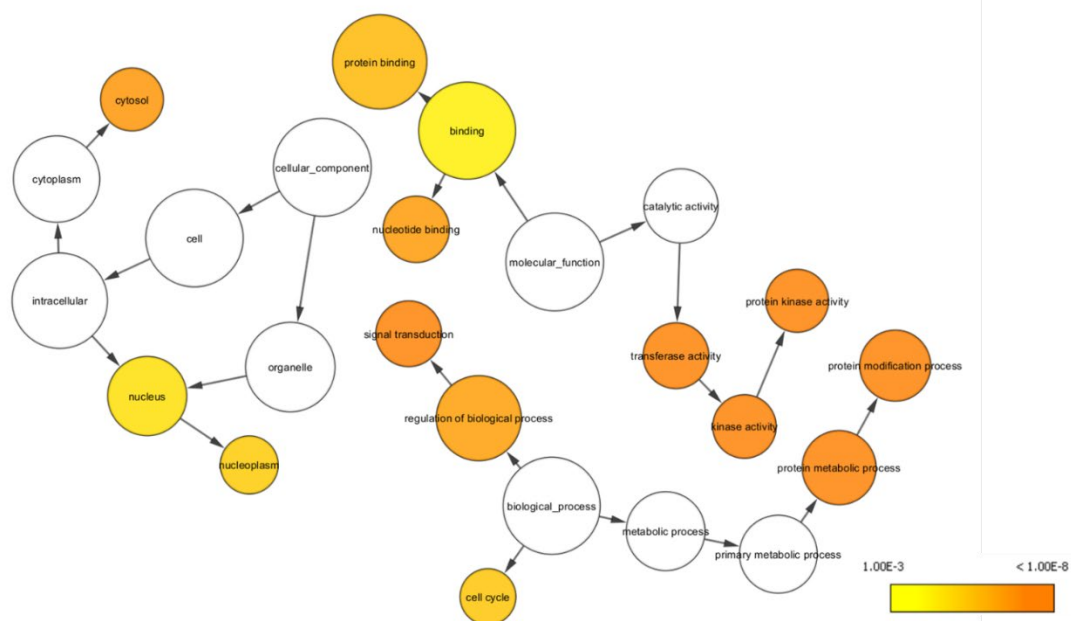 protein binding
cytosol
binding
cellular_component
cytoplasm
catalytic activity
nucleotide binding
cell
molecular_function
intracellular
protein kinase activity
signal transduction
transferase activity
organelle
protein modification process
nucleus
regulation of biological process
kinase activity
nucleoplasm
protein metabolic process
biological_process
metabolic process
primary metabolic process
1.00E-3
< 1.00E-8
cell cycle